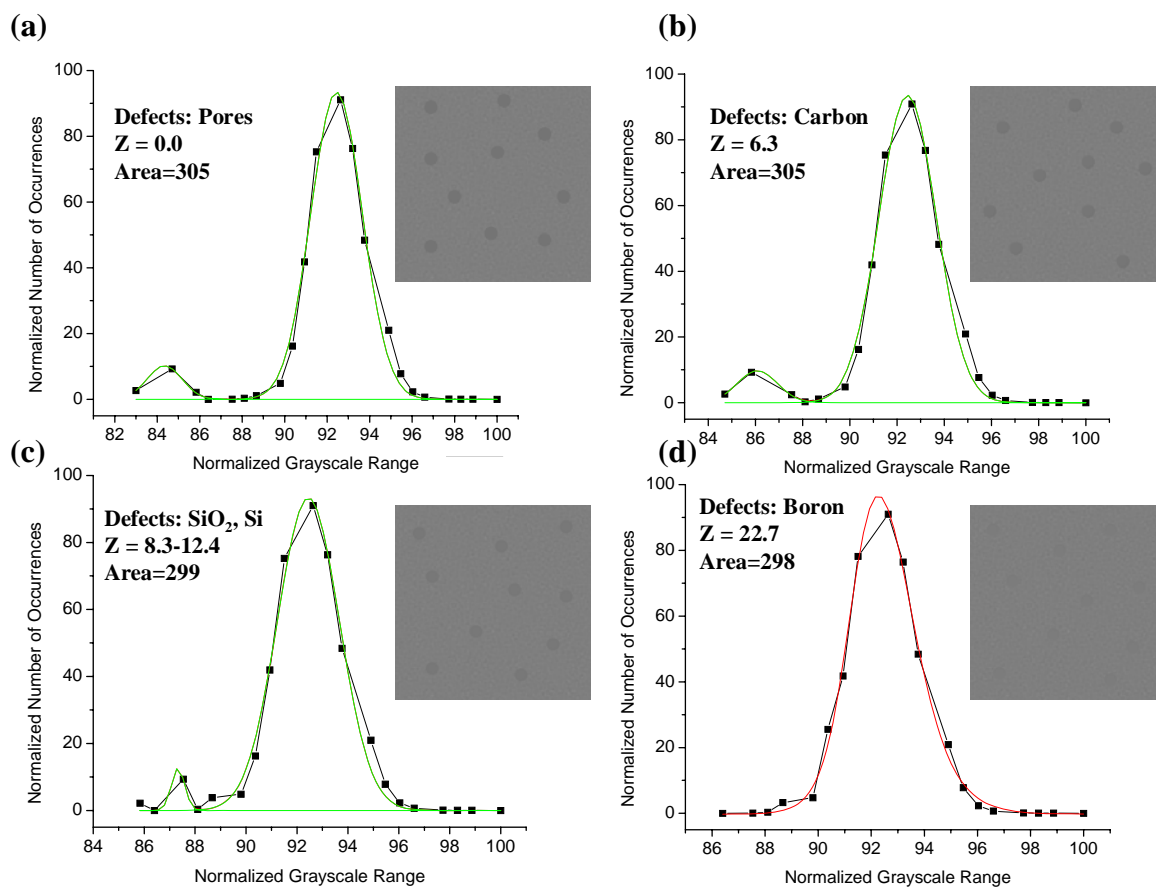 (a)
Normalized Number of Occurrences
100
80
60
40
20
0
Defects: Pores
Z = 0.0
Area=305
82 84 86 88 90 92 94 96 98 100
Normalized Grayscale Range
(b)
Normalized Number of Occurrences
100
80
60
40
20
0
Defects: Carbon
Z = 6.3
Area=305
84 86 88 90 92 94 96 98 100
Normalized Grayscale Range
(c)
Normalized Number of Occurrences
100
80
60
40
20
0
Defects: SiO₂, Si
Z = 8.3-12.4
Area=299
84 86 88 90 92 94 96 98 100
Normalized Grayscale Range
(d)
Normalized Number of Occurrences
100
80
60
40
20
0
Defects: Boron
Z = 22.7
Area=298
86 88 90 92 94 96 98 100
Normalized Grayscale Range